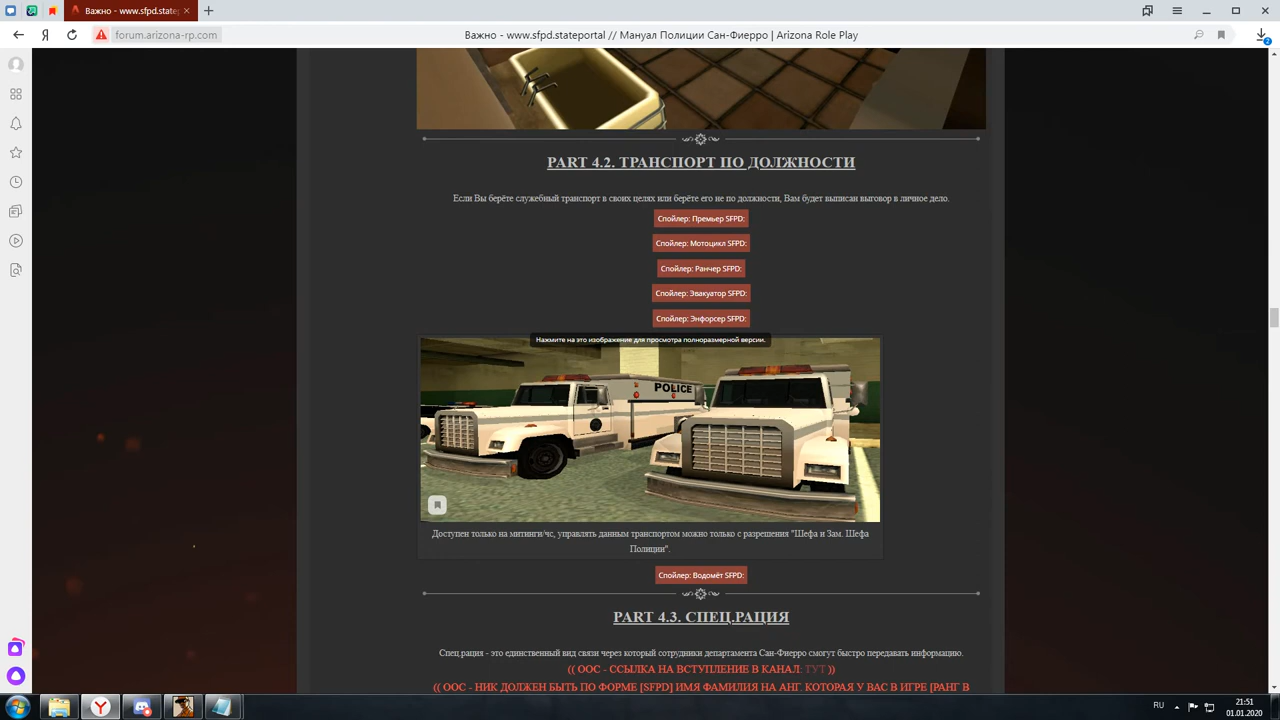 Важно - www.sfpd.statep
forum.arizona-rp.com
Важно - www.sfpd.stateportal // Мануал Полиции Сан-Фиерро | Arizona Role Play
2
PART 4.2. ТРАНСПОРТ ПО ДОЛЖНОСТИ
Если Вы берёте служебный транспорт в своих целях или берёте его не по должности, Вам будет выписан выговор в личное дело.
Спойлер: Премьер SFPD:
Спойлер: Мотоцикл SFPD:
Спойлер: Ранчер SFPD:
Спойлер: Эвакуатор SFPD:
Спойлер: Энфорсер SFPD:
Нажмите на это изображение для просмотра полноразмерной версии.
POLICE
Доступен только на митинги/чс, управлять данным транспортом можно только с разрешения "Шефа и Зам. Шефа
Полиции".
Спойлер: Водомёт SFPD:
PART 4.3. СПЕЦ.РАЦИЯ
Спец рация - это единственный вид связи через который сотрудники департамента Сан-Фиерро смогут быстро передавать информацию.
(( ООС - ССЫЛКА НА ВСТУПЛЕНИЕ В КАНАЛ: ТУТ ))
(( ООС - НИК ДОЛЖЕН БЫТЬ ПО ФОРМЕ [SFPD] ИМЯ ФАМИЛИЯ НА АНГ. КОТОРАЯ У ВАС В ИГРЕ [РАНГ В
RU
21:51
01.01.2020